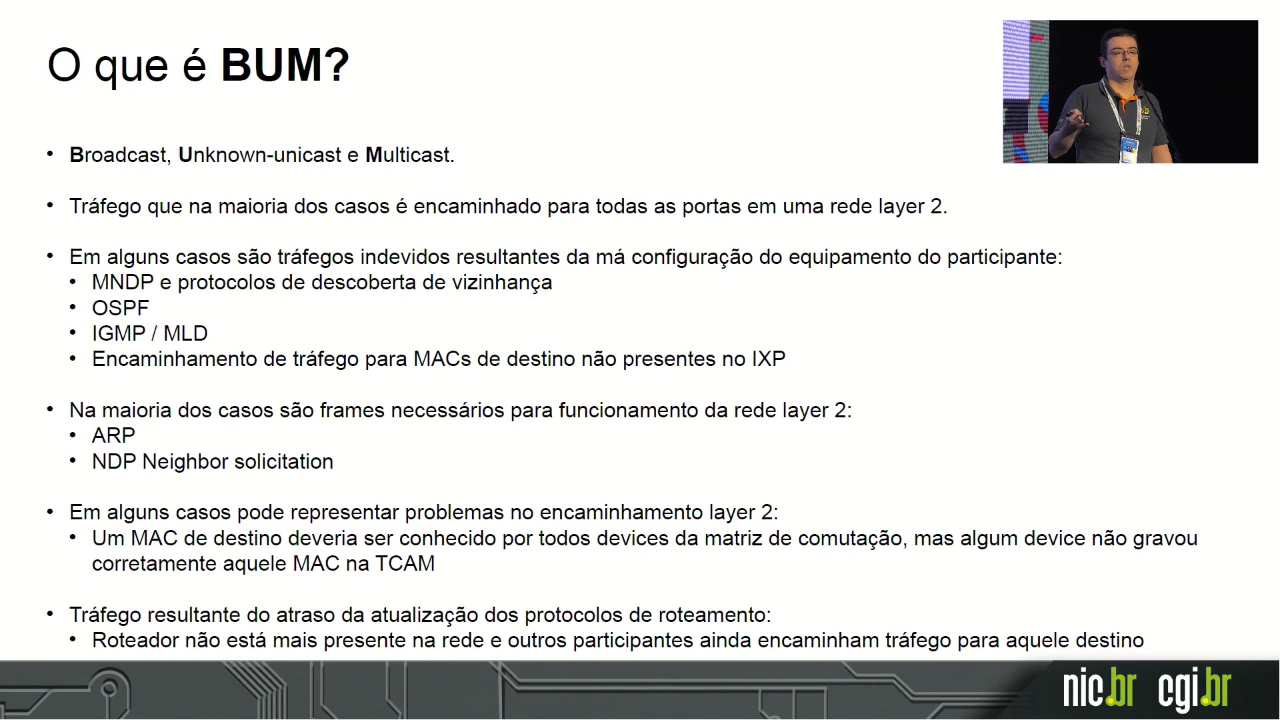 O que é BUM?
• Broadcast, Unknown-unicast e Multicast.
• Tráfego que na maioria dos casos é encaminhado para todas as portas em uma rede layer 2.
• Em alguns casos são tráfegos indevidos resultantes da má configuração do equipamento do participante:
• MNDP e protocolos de descoberta de vizinhança
• OSPF
• IGMP / MLD
• Encaminhamento de tráfego para MACs de destino não presentes no IXP
• Na maioria dos casos são frames necessários para funcionamento da rede layer 2:
• ARP
• NDP Neighbor solicitation
• Em alguns casos pode representar problemas no encaminhamento layer 2:
• Um MAC de destino deveria ser conhecido por todos devices da matriz de comutação, mas algum device não gravou
corretamente aquele MAC na TCAM
• Tráfego resultante do atraso da atualização dos protocolos de roteamento:
• Roteador não está mais presente na rede e outros participantes ainda encaminham tráfego para aquele destino
nic.br cgi.br